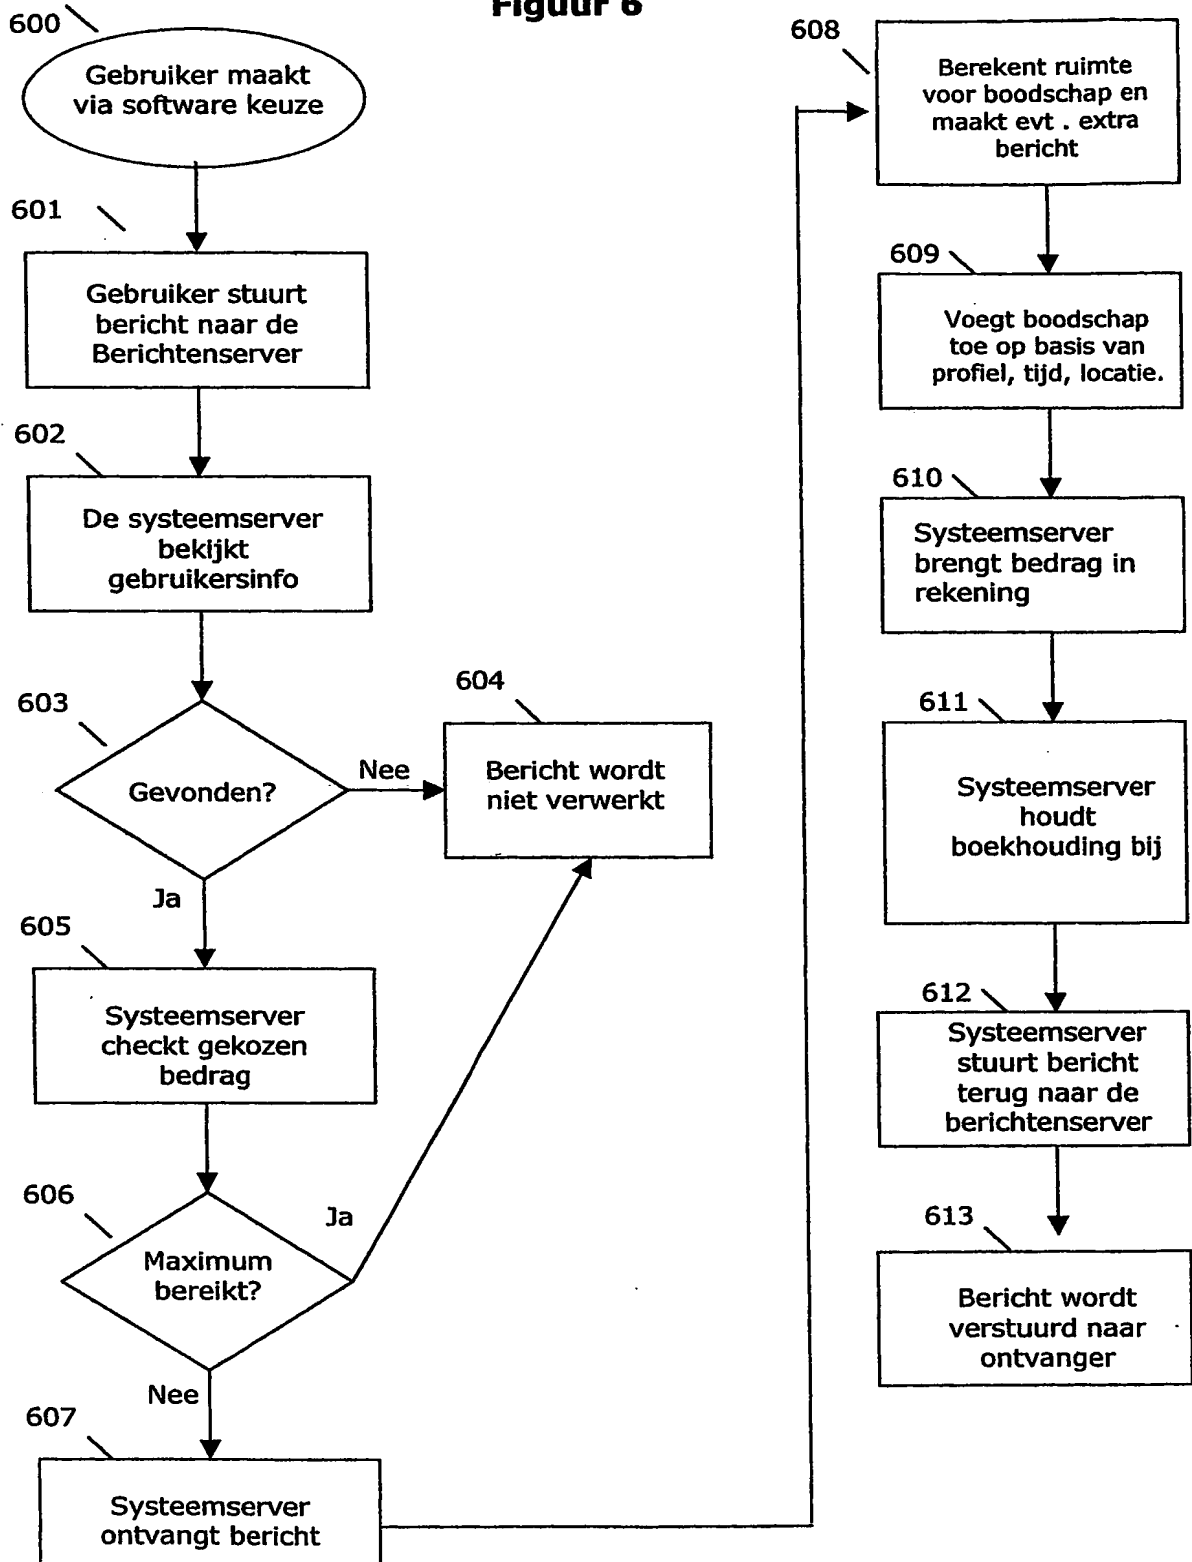 Figuur 6
600
Gebruiker maakt
via software keuze
601
Gebruiker stuurt
bericht naar de
Berichtenserver
602
De systeemserver
bekijkt
gebruikersinfo
603
Gevonden?
Nee
604
Bericht wordt
niet verwerkt
Ja
605
Systeemserver
checkt gekozen
bedrag
606
Maximum
bereikt?
Ja
Nee
607
Systeemserver
ontvangt bericht
608
Berekent ruimte
voor boodschap en
maakt evt . extra
bericht
609
Voegt boodschap
toe op basis van
profiel, tijd, locatie.
610
Systeemserver
brengt bedrag in
rekening
611
Systeemserver
houdt
boekhouding bij
612
Systeemserver
stuurt bericht
terug naar de
berichtenserver
613
Bericht wordt
verstuurd naar
ontvanger